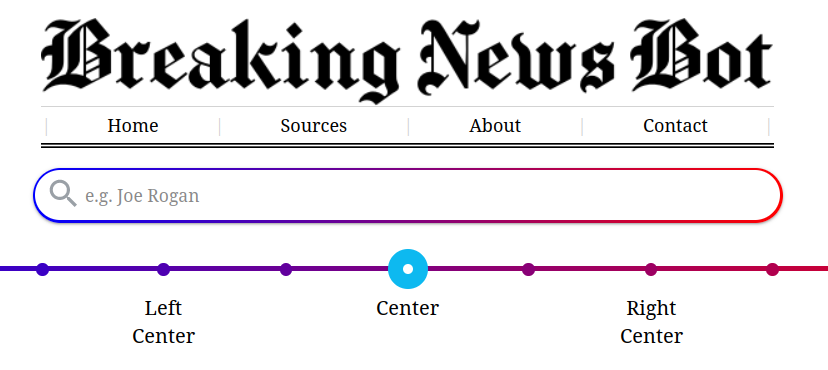 Breaking News Bot
Home Sources About Contact
e.g. Joe Rogan
Left Center Center Right Center